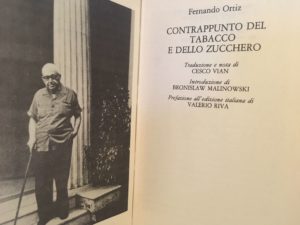 Fernando Ortiz
CONTRAPPUNTO DEL
TABACCO
E DELLO ZUCCHERO
Traduzione e nota di
CESCO VIAN
Introduzione di
BRONISLAW MALINOWSKI
Prefazione all'edizione italiana di
VALERIO RIVA